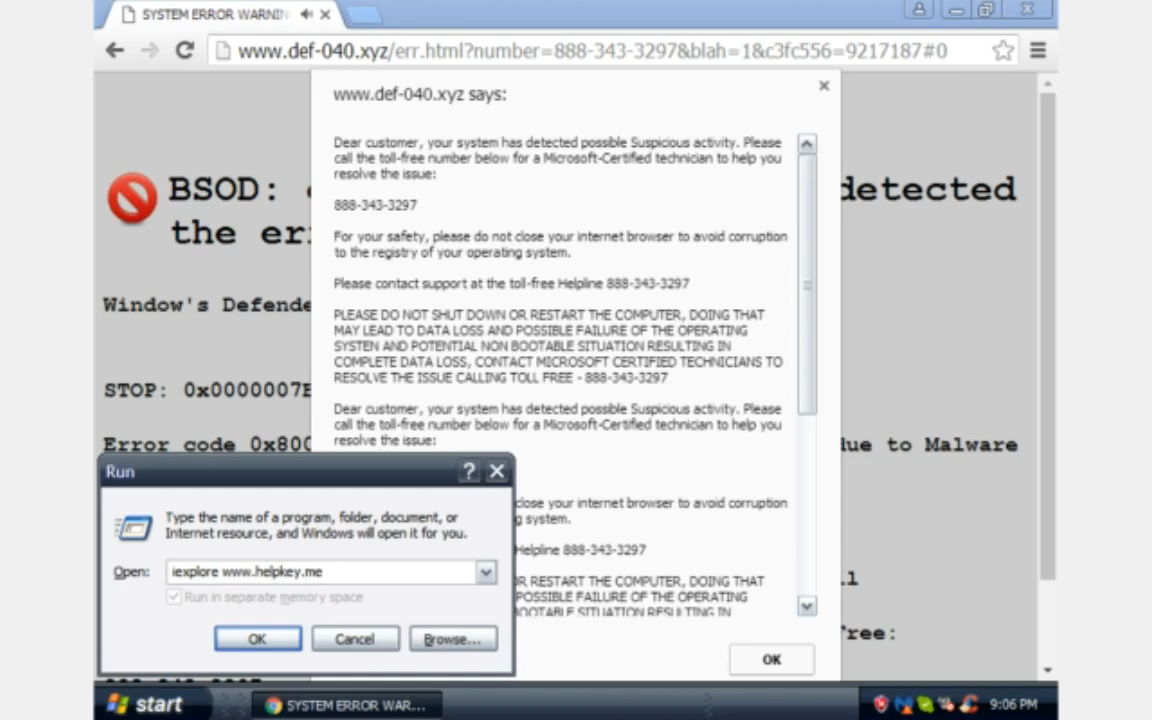 SYSTEM ERROR WARNIN
www.def-040.xyz/err.html?number=888-343-3297&blah=1&c3fc556=9217187#0
www.def-040.xyz says:
Dear customer, your system has detected possible Suspicious activity. Please
call the toll-free number below for a Microsoft-Certified technician to help you
resolve the issue:
888-343-3297
For your safety, please do not close your internet browser to avoid corruption
to the registry of your operating system.
Please contact support at the toll-free Helpline 888-343-3297
PLEASE DO NOT SHUT DOWN OR RESTART THE COMPUTER, DOING THAT
MAY LEAD TO DATA LOSS AND POSSIBLE FAILURE OF THE OPERATING
SYSTEN AND POTENTIAL NON BOOTABLE SITUATION RESULTING IN
COMPLETE DATA LOSS, CONTACT MICROSOFT CERTIFIED TECHNICIANS TO
RESOLVE THE ISSUE CALLING TOLL FREE - 888-343-3297
Dear customer, your system has detected possible Suspicious activity. Please
call the toll-free number below for a Microsoft-Certified technician to help you
resolve the issue:
close your internet browser to avoid corruption
g system.
Helpline 888-343-3297
OR RESTART THE COMPUTER, DOING THAT
POSSIBLE FAILURE OF THE OPERATING
BOOTABLE SITUATION RESULTING IN
OK
BSOD: detected
the er
Window's Defende
STOP: 0x0000007
Error code 0x800 due to Malware
free:
Run
Type the name of a program, folder, document, or
Internet resource, and Windows will open it for you.
Open: iexplore www.helpkey.me
Run in separate memory space
OK Cancel Browse...
start
SYSTEM ERROR WAR...
9:06 PM